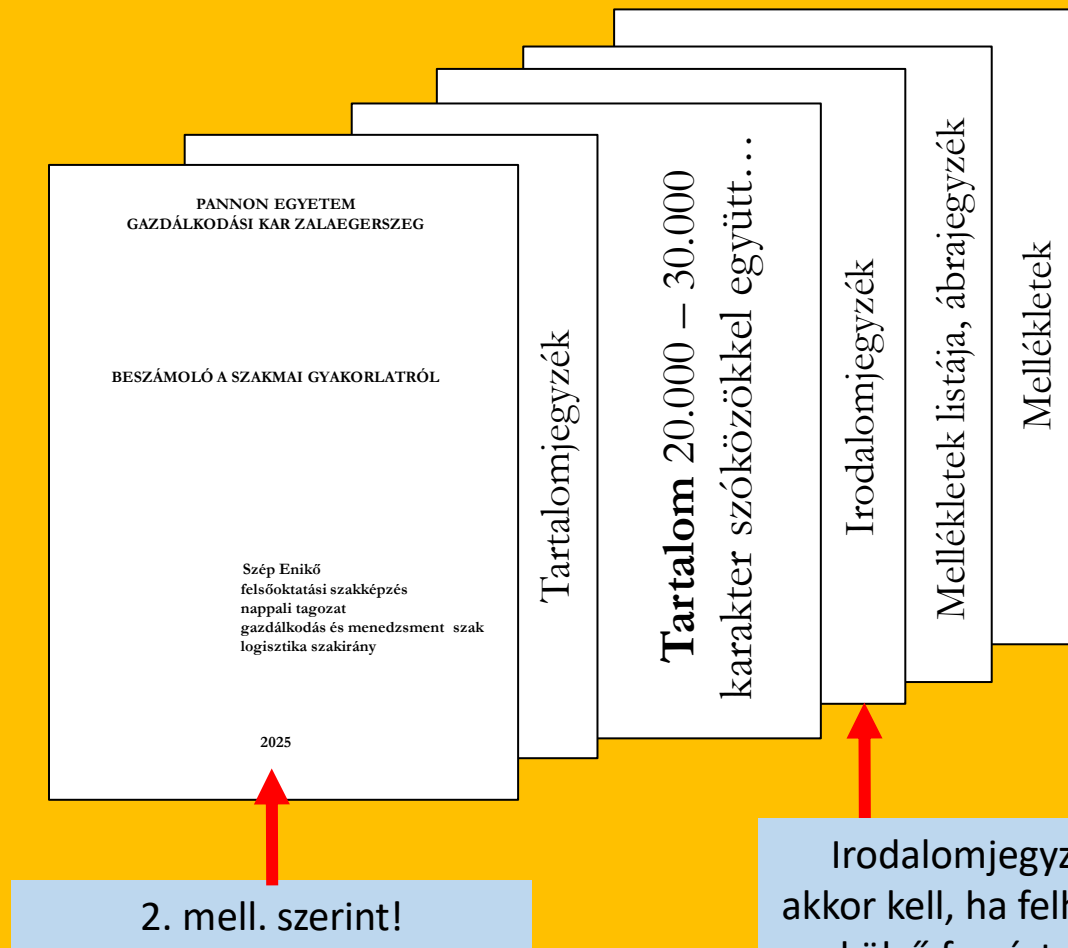 PANNON EGYETEM
GAZDÁLKODÁSI KAR ZALAEGERSZEG
BESZÁMOLÓ A SZAKMAI GYAKORLATRÓL
Szép Enikő
felsőoktatási szakképzés
nappali tagozat
gazdálkodás és menedzsment szak
logisztika szakirány
2025
Tartalomjegyzék
Tartalom 20.000 – 30.000
karakter szóközökkel együtt…
Irodalomjegyzék
Mellékletek listája, ábrajegyzék
Mellékletek
2. mell. szerint!
akkor kell, ha